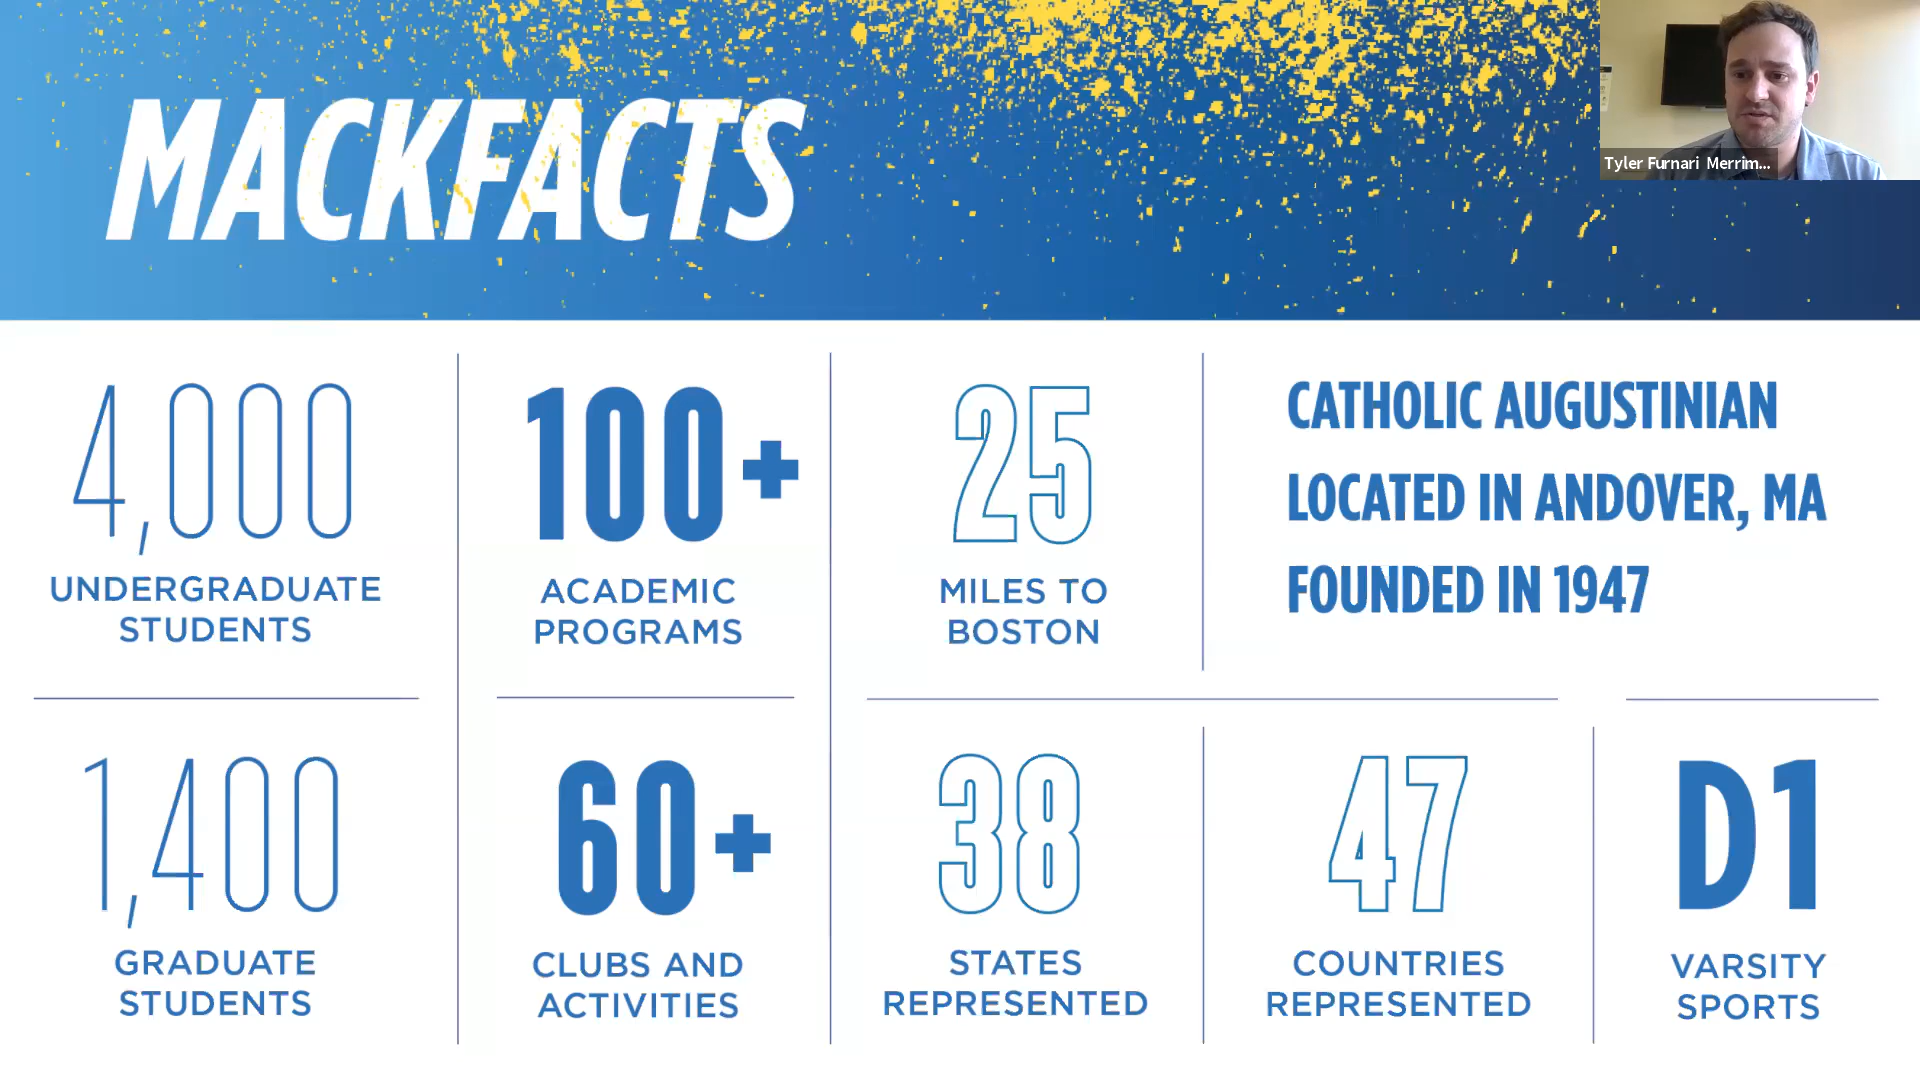 MACKFACTS
Tyler Furnari Merrim...
4,000
UNDERGRADUATE
STUDENTS
100+
ACADEMIC
PROGRAMS
25
MILES TO
BOSTON
CATHOLIC AUGUSTINIAN
LOCATED IN ANDOVER, MA
FOUNDED IN 1947
1,400
GRADUATE
STUDENTS
60+
CLUBS AND
ACTIVITIES
38
STATES
REPRESENTED
47
COUNTRIES
REPRESENTED
D1
VARSITY
SPORTS